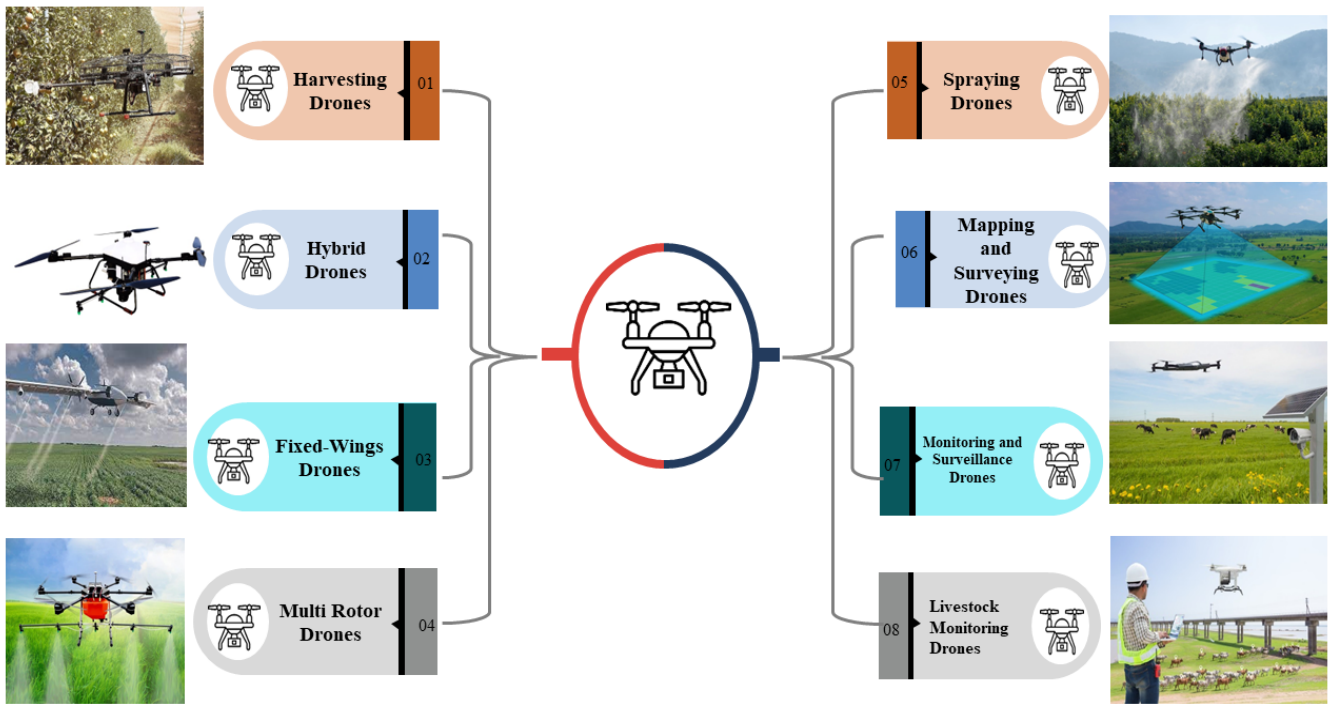 Harvesting
Drones
01
Hybrid
Drones
02
Fixed-Wings
Drones
03
Multi Rotor
Drones
04
05
Spraying
Drones
06
Mapping
and
Surveying
Drones
07
Monitoring and
Surveillance
Drones
08
Livestock
Monitoring
Drones